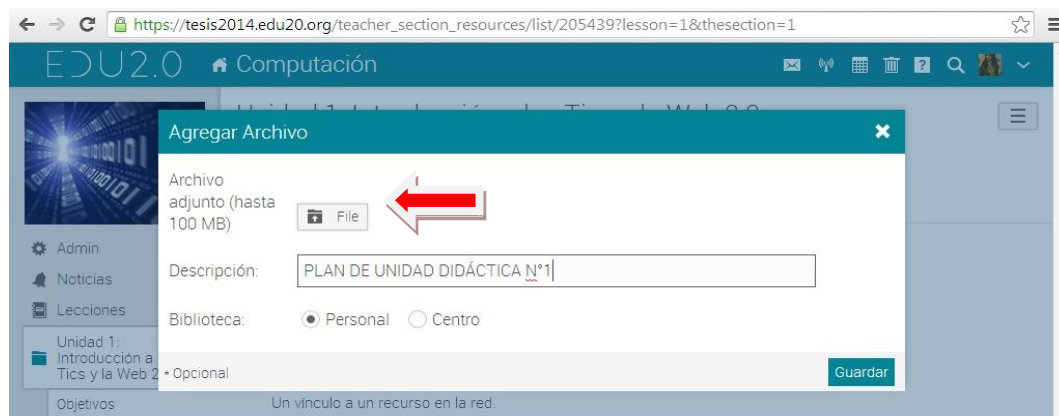 https://tesis2014.edu20.org/teacher_section_resources/list/205439?lesson=1&thesection=1
EDU2.0 Computación
Agregar Archivo
Archivo
adjunto (hasta
100 MB)
File
Admin
Descripción: PLAN DE UNIDAD DIDÁCTICA N°1
Noticias
Lecciones
Biblioteca: Personal Centro
Unidad 1:
Introducción a
Tics y la Web 2
* Opcional
Guardar
Objetivos
Un vínculo a un recurso en la red.